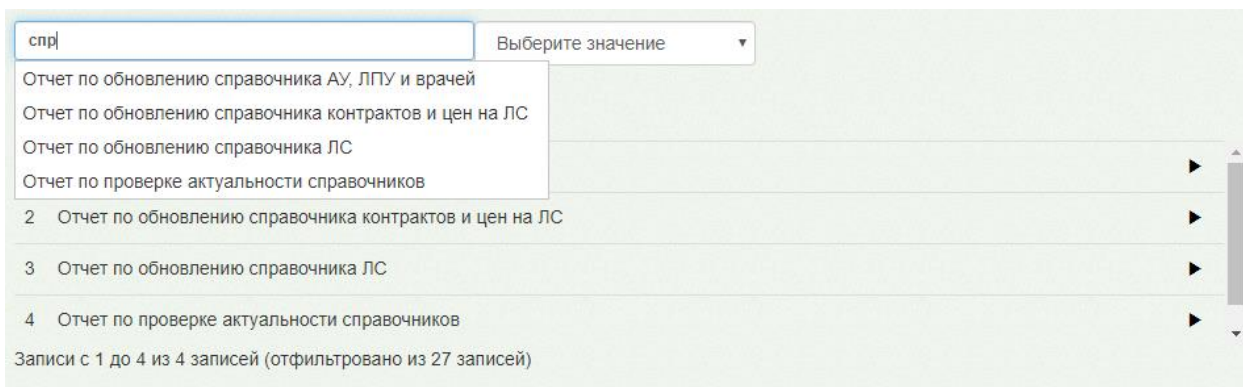 спр
Выберите значение
Отчет по обновлению справочника АУ, ЛПУ и врачей
Отчет по обновлению справочника контрактов и цен на ЛС
Отчет по обновлению справочника ЛС
Отчет по проверке актуальности справочников
2 Отчет по обновлению справочника контрактов и цен на ЛС
3 Отчет по обновлению справочника ЛС
4 Отчет по проверке актуальности справочников
Записи с 1 до 4 из 4 записей (отфильтровано из 27 записей)